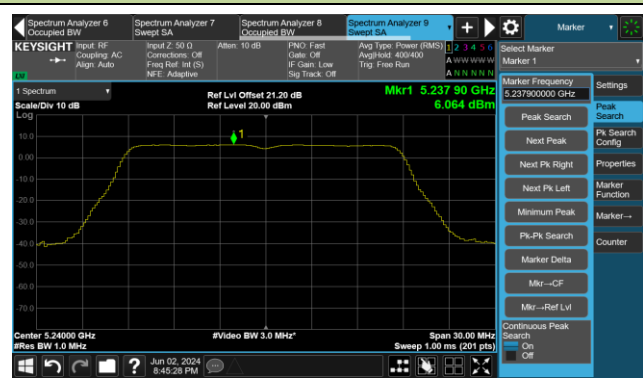 Spectrum Analyzer 6
Occupied BW
Spectrum Analyzer 7
Swept SA
Spectrum Analyzer 8
Occupied BW
Spectrum Analyzer 9
Swept SA
Marker
KEYSIGHT
Input: RF
Coupling: AC
Align: Auto
Input Z: 50 Ω
Corrections: Off
Freq Ref: Int (S)
NFE: Adaptive
Atten: 10 dB
PNO: Fast
Gate: Off
IF Gain: Low
Sig Track: Off
Avg Type: Power (RMS)
Avg|Hold: 400/400
Trig: Free Run
1 2 3 4 5 6
A W W W W W
A N N N N N
LW
Select Marker
Marker 1
1 Spectrum
Scale/Div 10 dB
Log
Ref Lvl Offset 21.20 dB
Ref Level 20.00 dBm
Mkr1 5.237 90 GHz
6.064 dBm
1
10.0
0.00
-10.0
-20.0
-30.0
-40.0
-50.0
-60.0
-70.0
Center 5.24000 GHz
#Res BW 1.0 MHz
#Video BW 3.0 MHz*
Span 30.00 MHz
Sweep 1.00 ms (201 pts)
Marker Frequency
5.237900000 GHz
Peak Search
Next Peak
Next Pk Right
Next Pk Left
Minimum Peak
Pk-Pk Search
Marker Delta
Mkr→CF
Mkr→Ref Lvl
Continuous Peak
Search
On
Off
Settings
Peak
Search
Pk Search
Config
Properties
Marker
Function
Marker→
Counter
Jun 02, 2024
8:45:28 PM